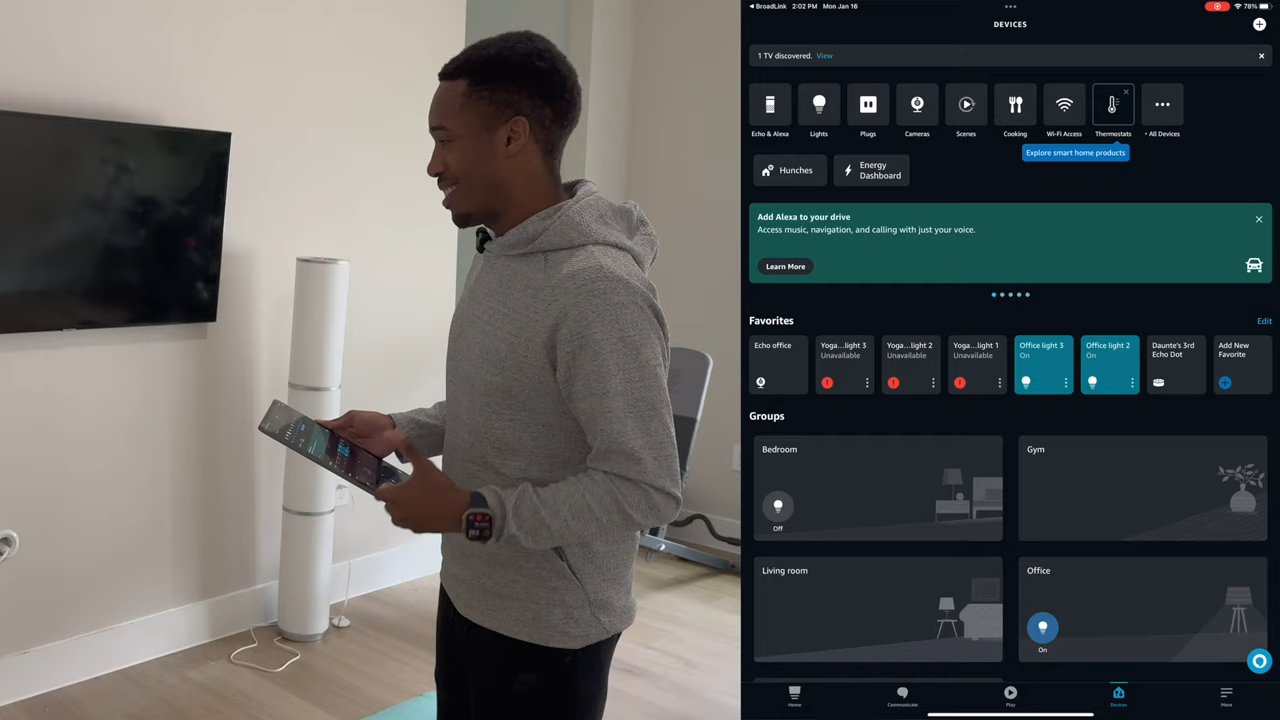 ◀ BroadLink 2:02 PM Mon Jan 16
78%
DEVICES
1 TV discovered. View
Echo & Alexa
Lights
Plugs
Cameras
Scenes
Cooking
Wi-Fi Access
Thermostats
+ All Devices
Explore smart home products
Hunches
Energy
Dashboard
Add Alexa to your drive
Access music, navigation, and calling with just your voice.
Learn More
Favorites
Edit
Echo office
Yoga...light 3
Unavailable
Yoga...light 2
Unavailable
Yoga...light 1
Unavailable
Office light 3
On
Office light 2
On
Daunte's 3rd
Echo Dot
Add New
Favorite
Groups
Bedroom
Off
Gym
Living room
Office
On
Home
Communicate
Play
Devices
More